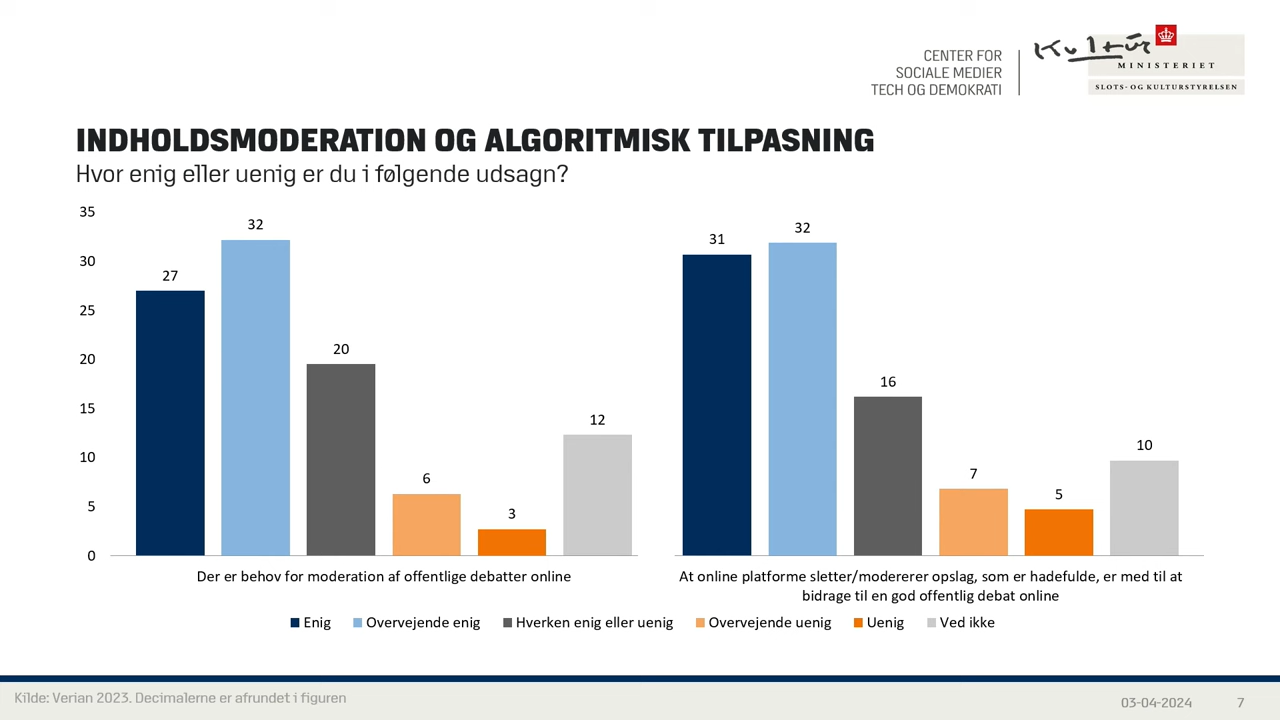 CENTER FOR
SOCIALE MEDIER
TECH OG DEMOKRATI
Kultur
MINISTERIET
SLOTS- OG KULTURSTYRELSEN
INDHOLDSMODERATION OG ALGORITMISK TILPASNING
Hvor enig eller uenig er du i følgende udsagn?
35
30
25
20
15
10
5
0
27
32
20
6
3
12
31
32
16
7
5
10
Der er behov for moderation af offentlige debatter online
At online platforme sletter/modererer opslag, som er hadefulde, er med til at
bidrage til en god offentlig debat online
Enig Overvejende enig Hverken enig eller uenig Overvejende uenig Uenig Ved ikke
Kilde: Verian 2023. Decimalerne er afrundet i figuren
03-04-2024 7